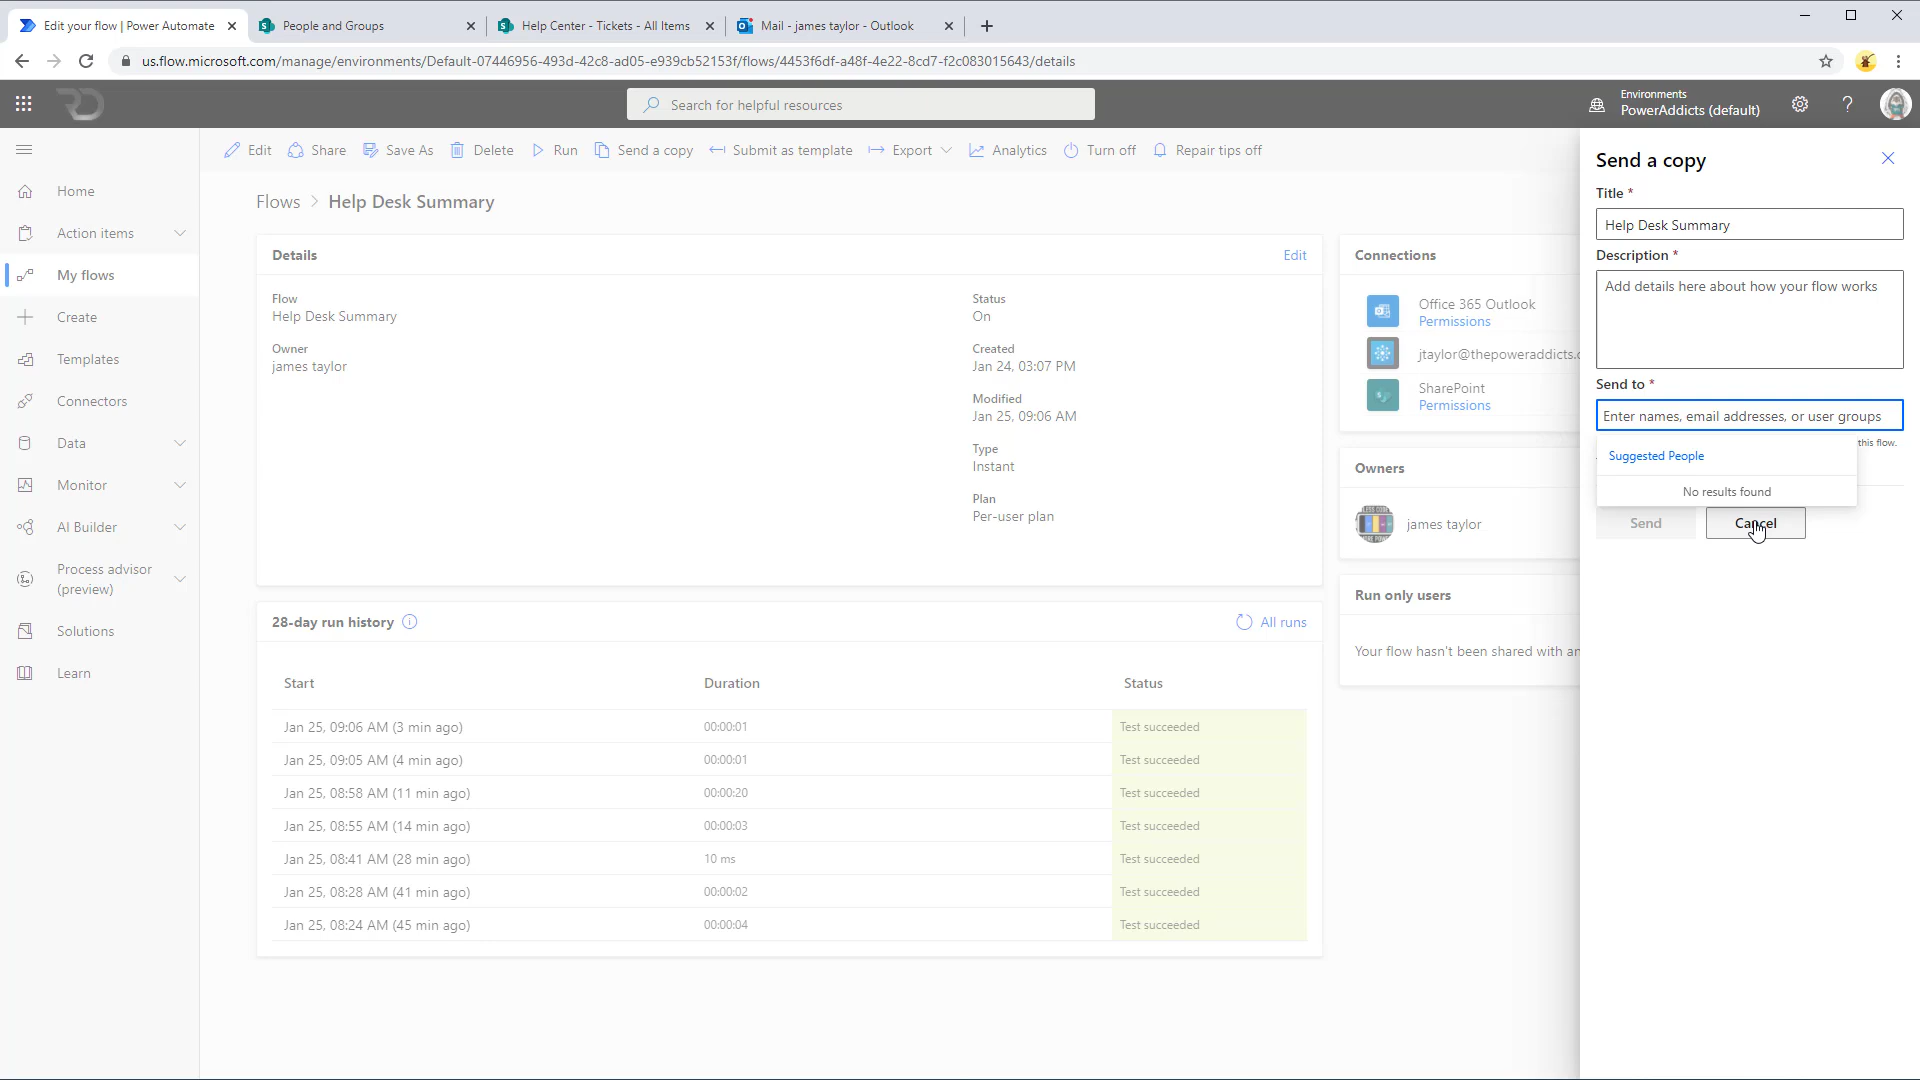 Edit your flow | Power Automate
People and Groups
Help Center - Tickets - All Items
Mail - james taylor - Outlook
us.flow.microsoft.com/manage/environments/Default-07446956-493d-42c8-ad05-e939cb52153f/flows/4453f6df-a48f-4e22-8cd7-f2c083015643/details
Search for helpful resources
Environments
PowerAddicts (default)
Home
Action items
My flows
Create
Templates
Connectors
Data
Monitor
AI Builder
Process advisor
(preview)
Solutions
Learn
Edit
Share
Save As
Delete
Run
Send a copy
Submit as template
Export
Analytics
Turn off
Repair tips off
Flows > Help Desk Summary
Details
Edit
Flow
Help Desk Summary
Owner
james taylor
Status
On
Created
Jan 24, 03:07 PM
Modified
Jan 25, 09:06 AM
Type
Instant
Plan
Per-user plan
28-day run history
All runs
Start Duration Status
Jan 25, 09:06 AM (3 min ago) 00:00:01 Test succeeded
Jan 25, 09:05 AM (4 min ago) 00:00:01 Test succeeded
Jan 25, 08:58 AM (11 min ago) 00:00:20 Test succeeded
Jan 25, 08:55 AM (14 min ago) 00:00:03 Test succeeded
Jan 25, 08:41 AM (28 min ago) 10 ms Test succeeded
Jan 25, 08:28 AM (41 min ago) 00:00:02 Test succeeded
Jan 25, 08:24 AM (45 min ago) 00:00:04 Test succeeded
Connections
Office 365 Outlook
Permissions
jtaylor@thepoweraddicts.c
SharePoint
Permissions
Owners
james taylor
Run only users
Your flow hasn't been shared with an
Send a copy
Title *
Help Desk Summary
Description *
Add details here about how your flow works
Send to *
Enter names, email addresses, or user groups
this flow.
Suggested People
No results found
Send
Cancel